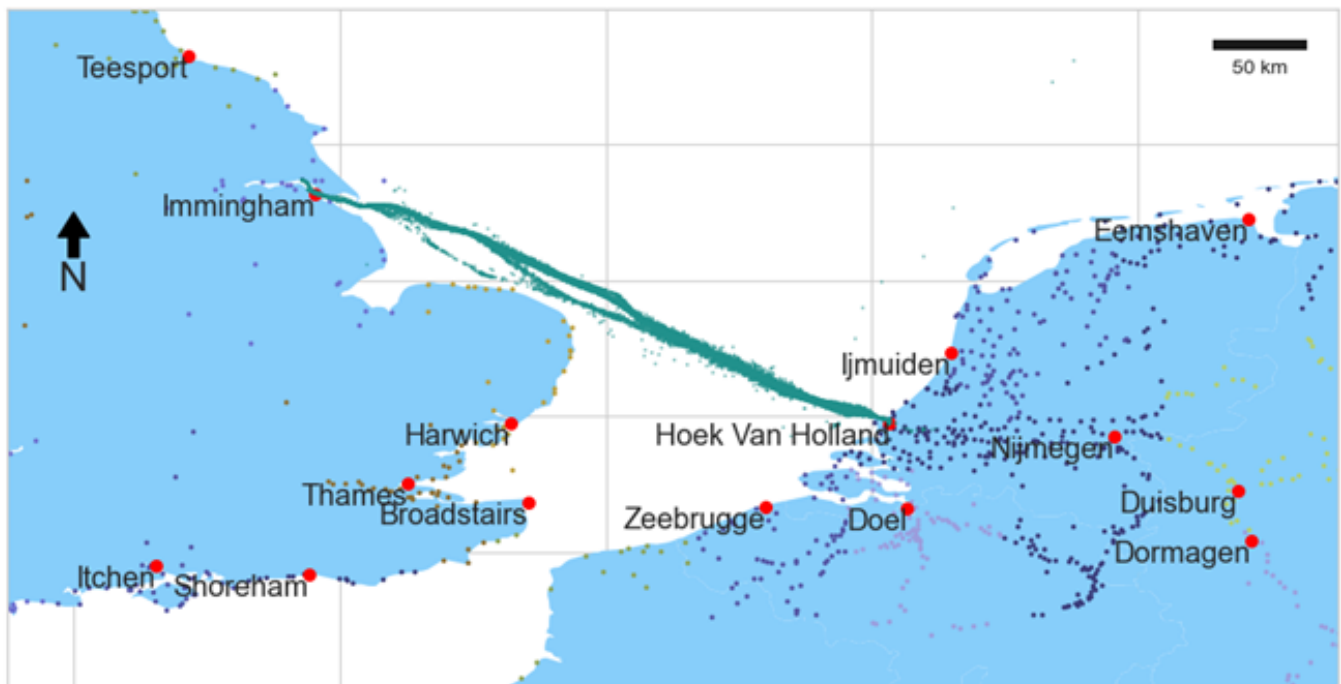 Teesport
50 km
Immingham
N
Eemshaven
Ijmuiden
Harwich
Hoek Van Holland
Nijmegen
Thames
Broadstairs
Zeebrugge
Doel
Duisburg
Dormagen
Itchen
Shoreham